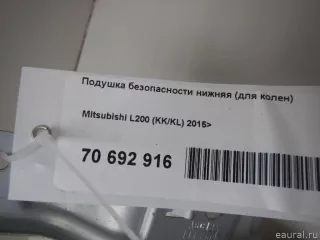 Подушка безопасности нижняя (для колен)
Mitsubishi L200 (KK/KL) 2015>
70 692 916
eaural.ru